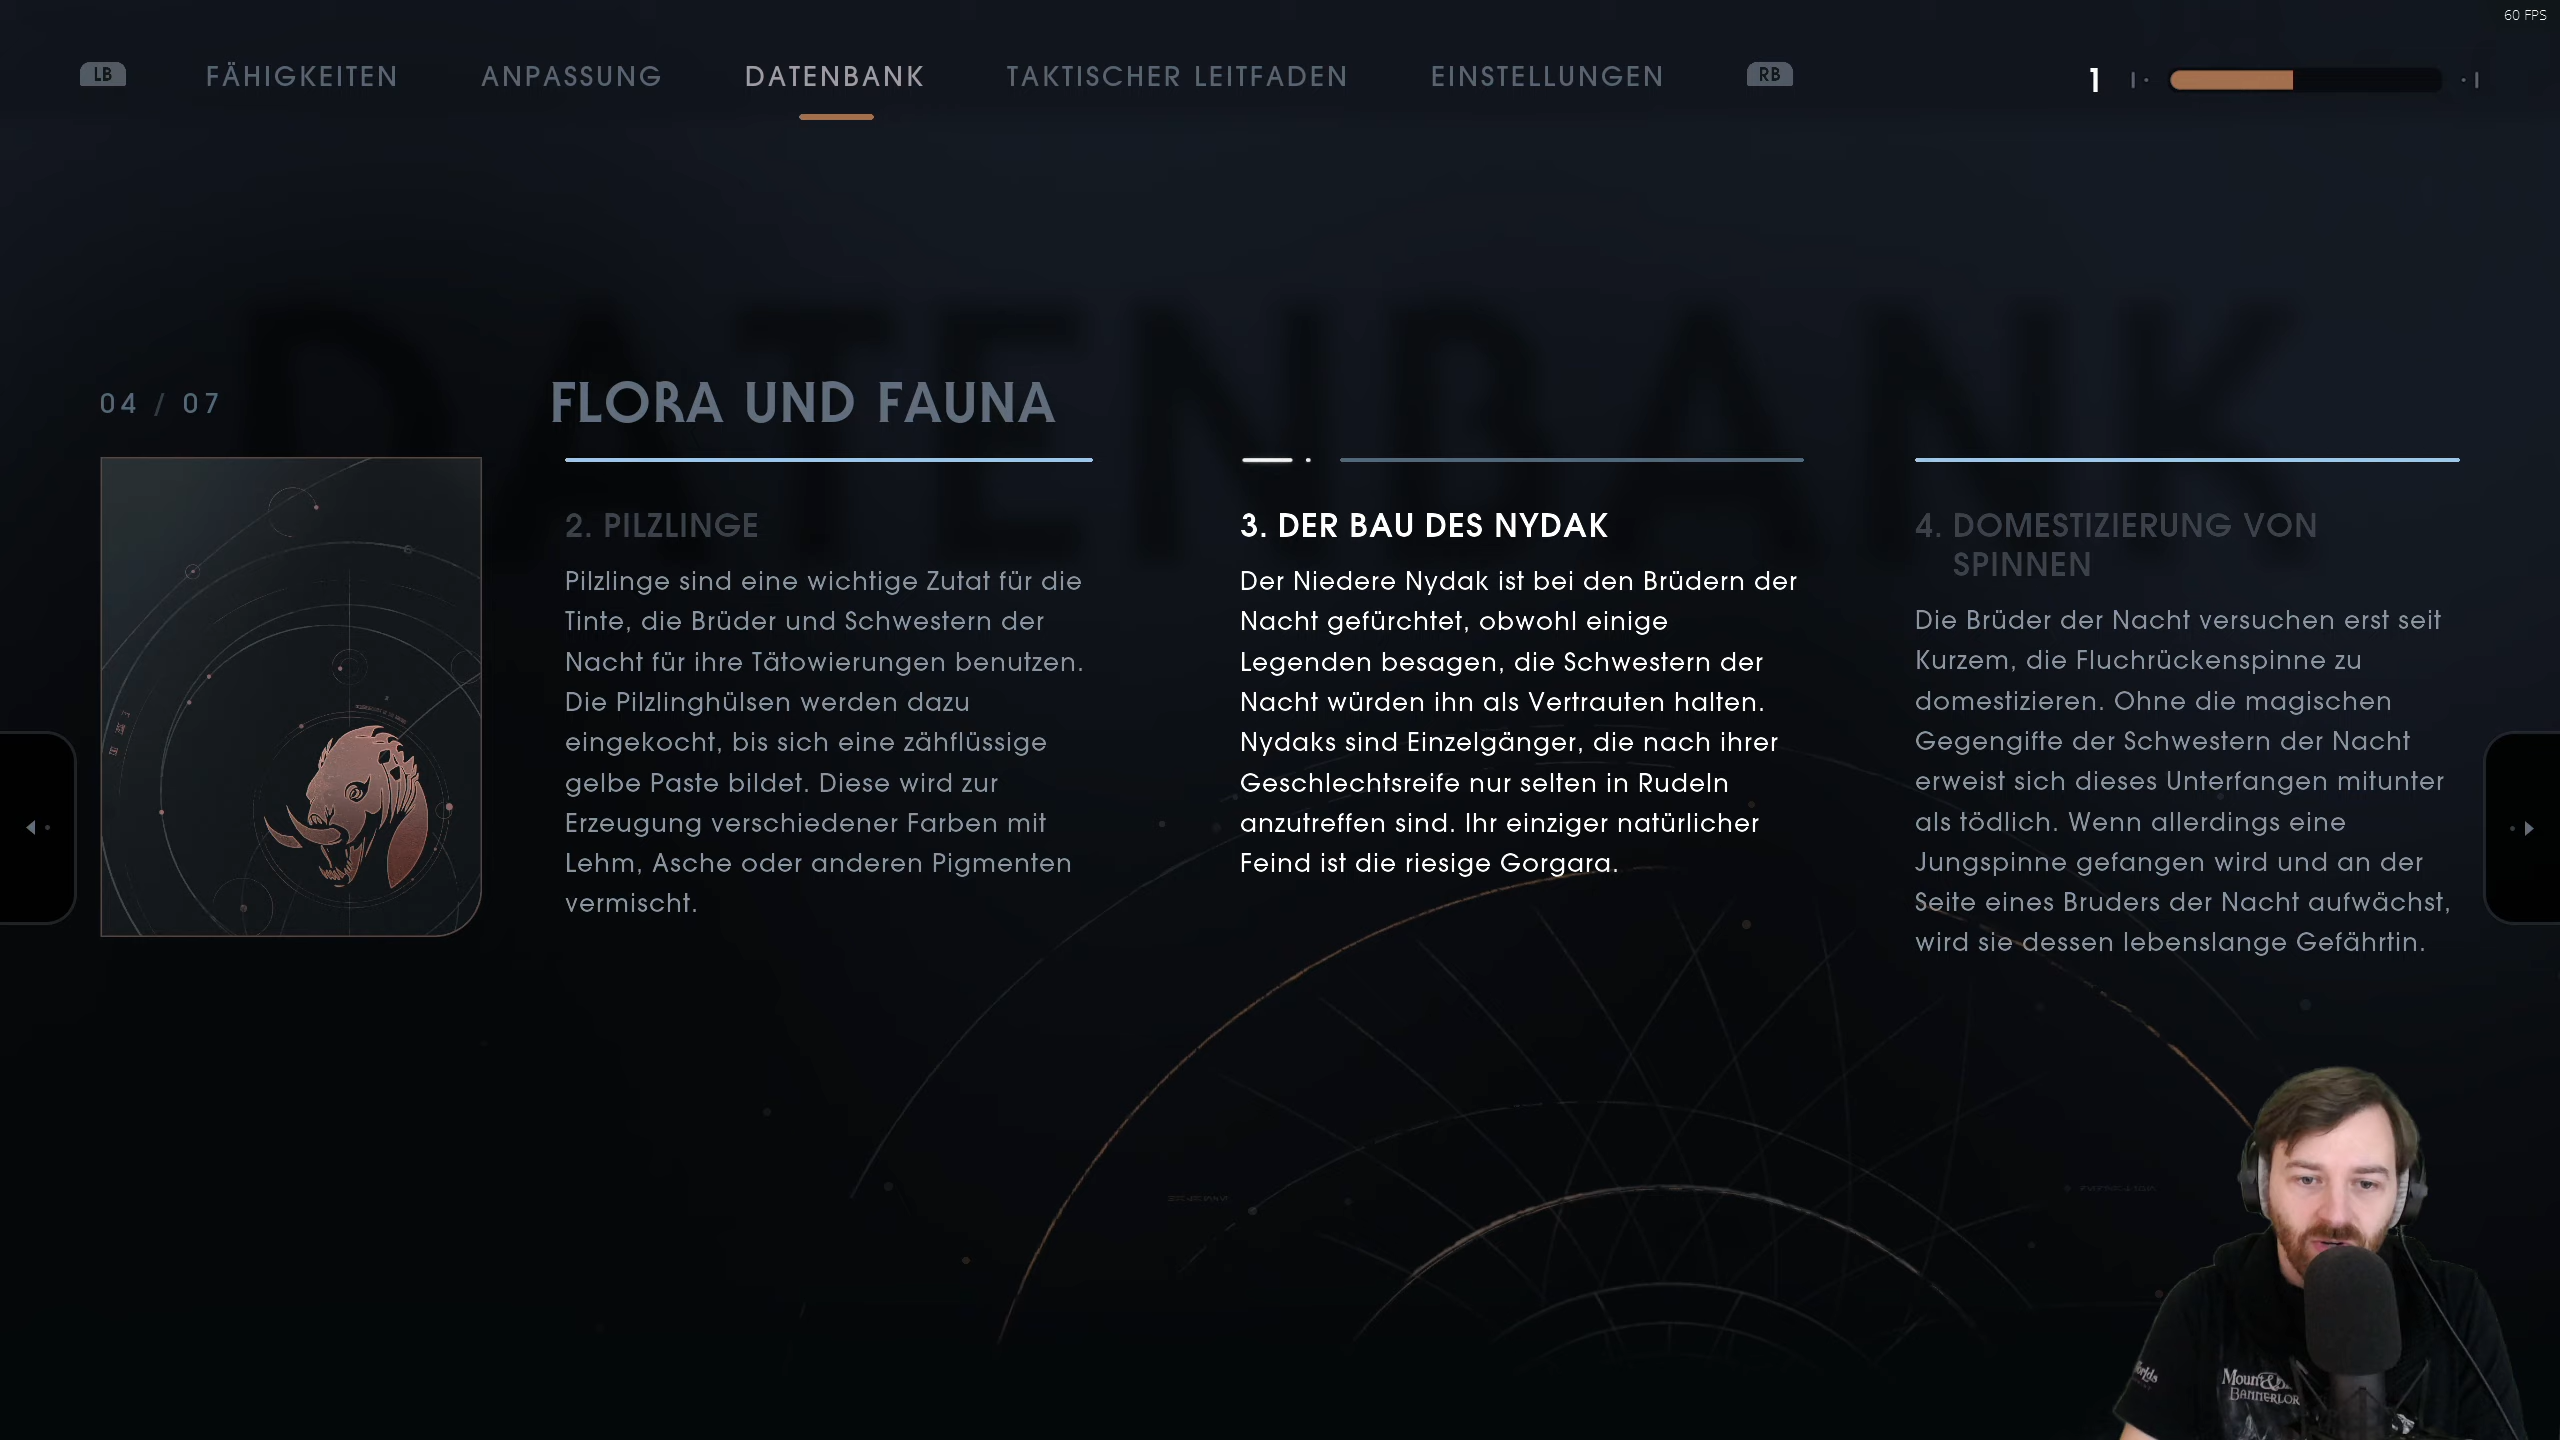 60 FPS
LB FÄHIGKEITEN ANPASSUNG DATENBANK TAKTISCHER LEITFADEN EINSTELLUNGEN RB 1
DATENBANK
04 / 07
FLORA UND FAUNA
2. PILZLINGE
Pilzlinge sind eine wichtige Zutat für die
Tinte, die Brüder und Schwestern der
Nacht für ihre Tätowierungen benutzen.
Die Pilzlinghülsen werden dazu
eingekocht, bis sich eine zähflüssige
gelbe Paste bildet. Diese wird zur
Erzeugung verschiedener Farben mit
Lehm, Asche oder anderen Pigmenten
vermischt.
3. DER BAU DES NYDAK
Der Niedere Nydak ist bei den Brüdern der
Nacht gefürchtet, obwohl einige
Legenden besagen, die Schwestern der
Nacht würden ihn als Vertrauten halten.
Nydaks sind Einzelgänger, die nach ihrer
Geschlechtsreife nur selten in Rudeln
anzutreffen sind. Ihr einziger natürlicher
Feind ist die riesige Gorgara.
4. DOMESTIZIERUNG VON
SPINNEN
Die Brüder der Nacht versuchen erst seit
Kurzem, die Fluchrückenspinne zu
domestizieren. Ohne die magischen
Gegengifte der Schwestern der Nacht
erweist sich dieses Unterfangen mitunter
als tödlich. Wenn allerdings eine
Jungspinne gefangen wird und an der
Seite eines Bruders der Nacht aufwächst,
wird sie dessen lebenslange Gefährtin.
Moun&
BANNERLOR